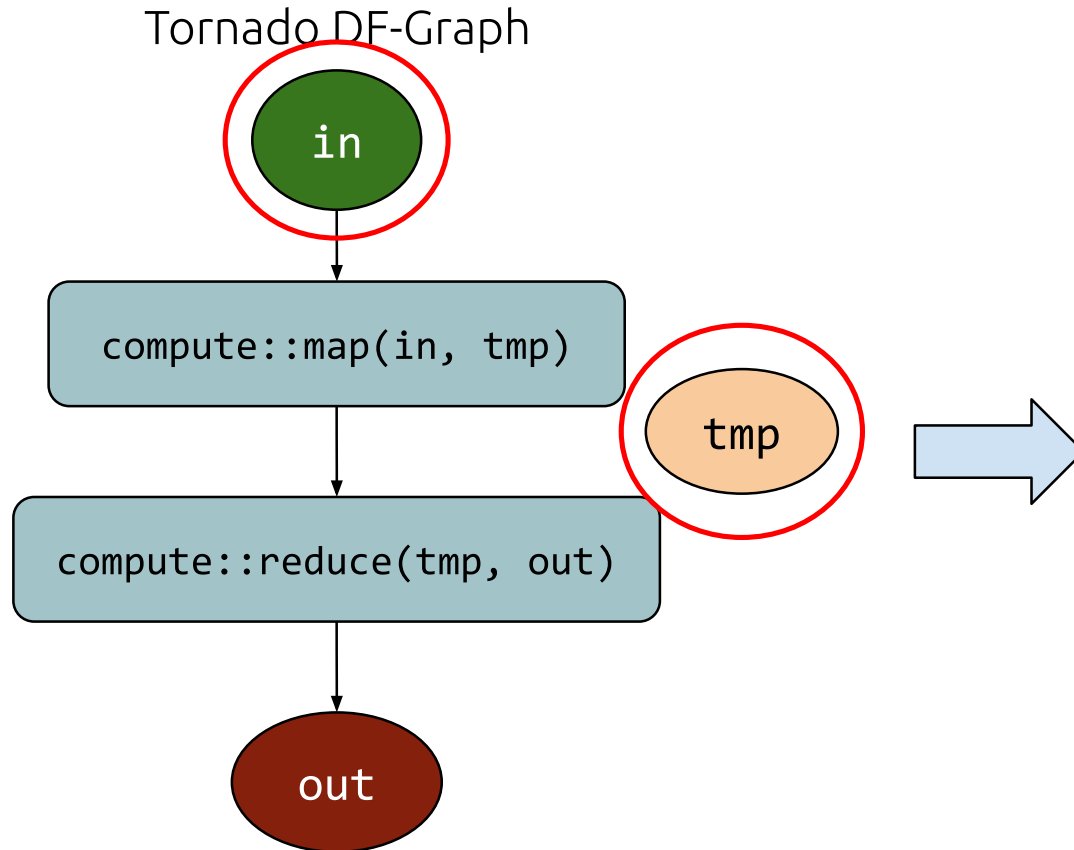 Tornado DF-Graph
in
compute::map(in, tmp)
tmp
compute::reduce(tmp, out)
out